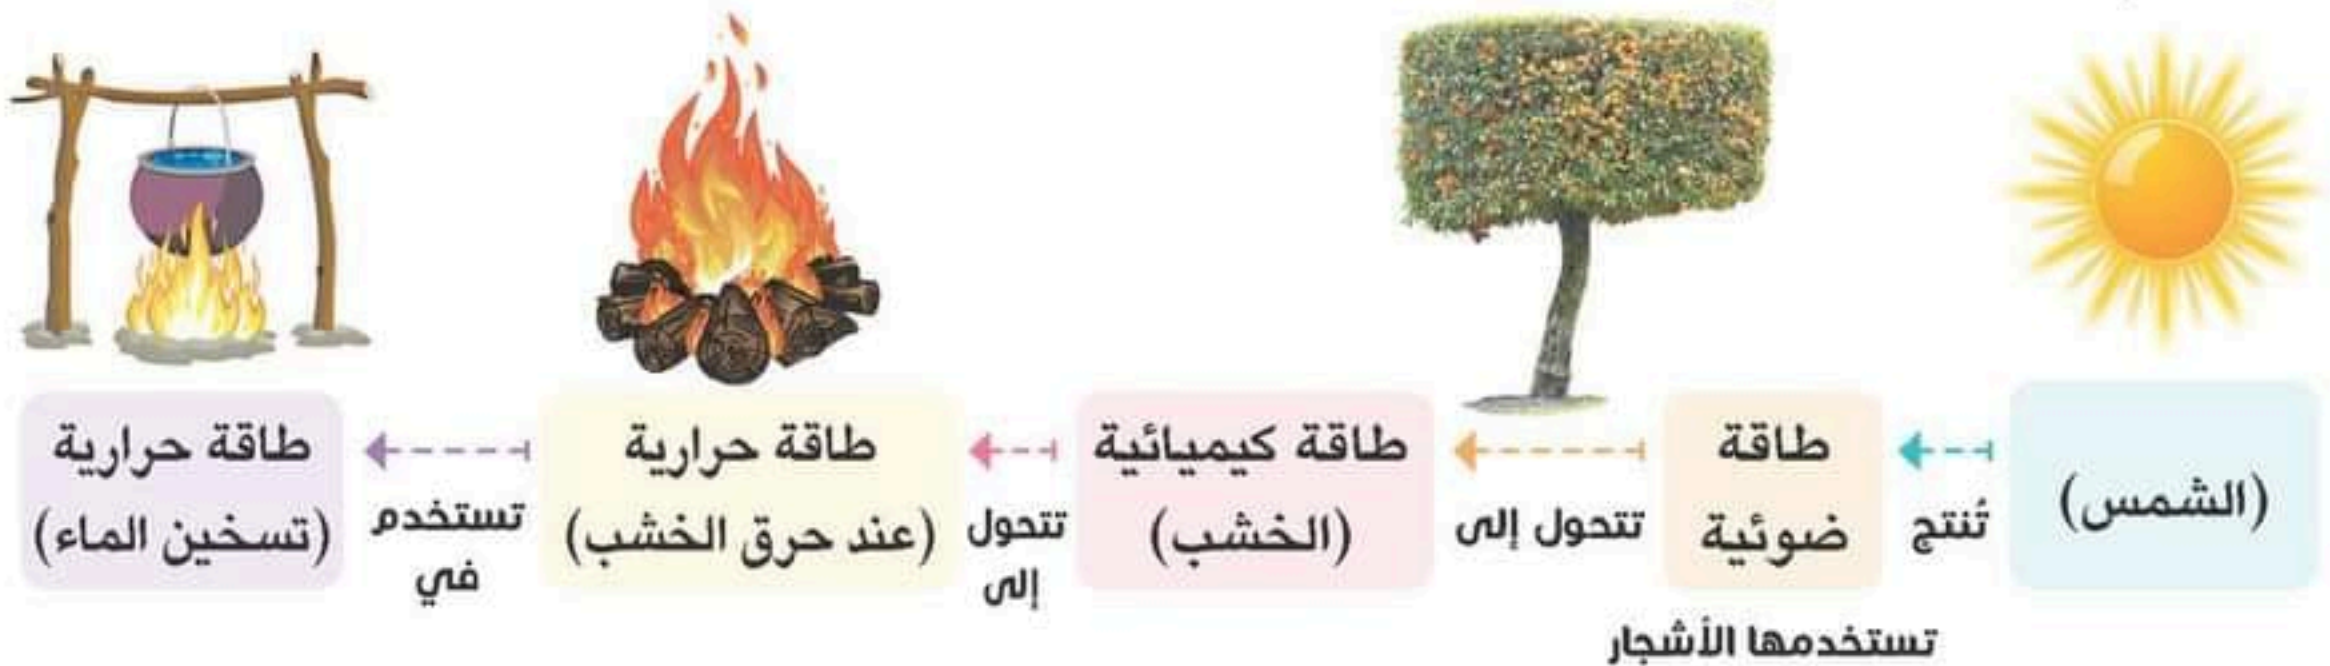 (الشمس)
تُنتج
طاقة
ضوئية
تستخدمها الأشجار
تتحول إلى
طاقة كيميائية
(الخشب)
تتحول
إلى
طاقة حرارية
(عند حرق الخشب)
تستخدم
في
طاقة حرارية
(تسخين الماء)